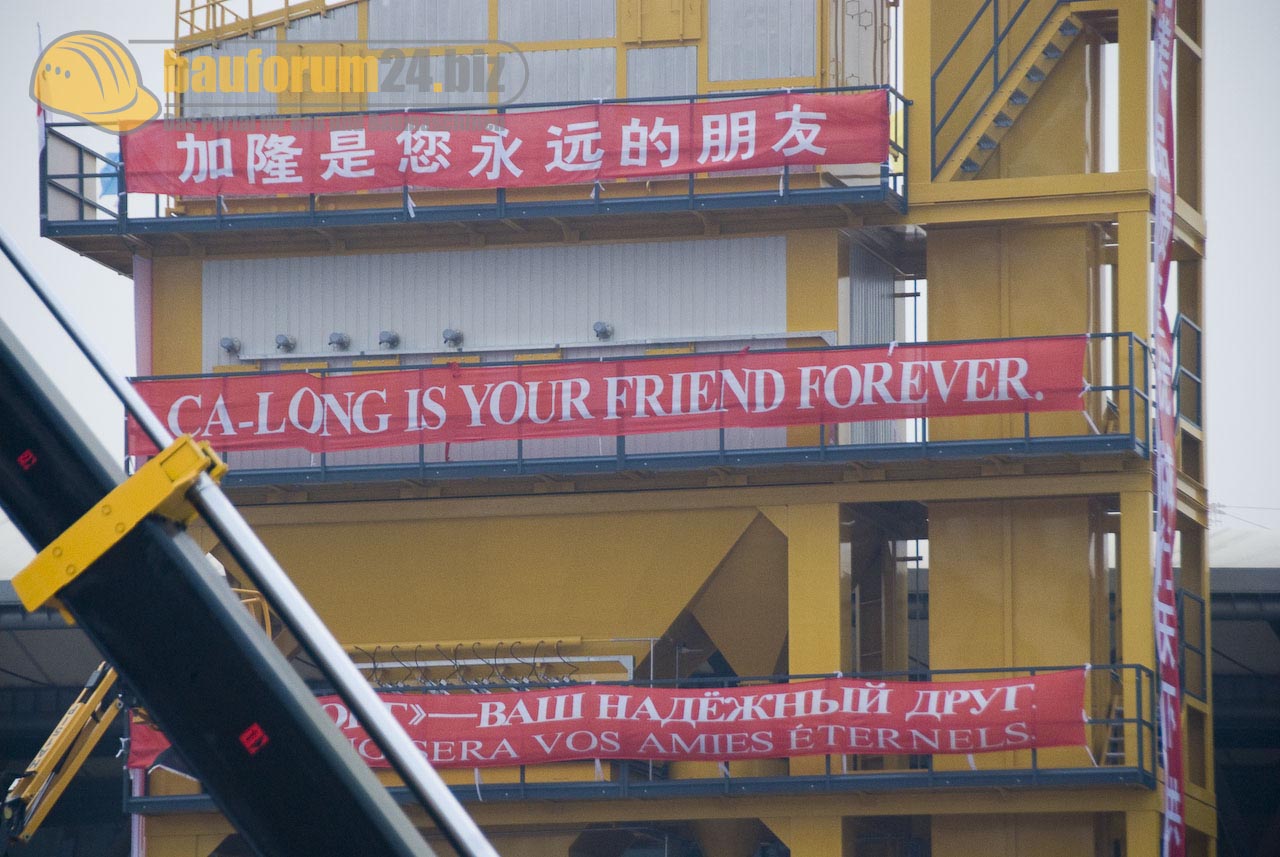 bauforum24.biz
加隆是您永远的朋友
CA-LONG IS YOUR FRIEND FOREVER.
ВАШ НАДЁЖНЫЙ ДРУГ.
SERA VOS AMIES ÉTERNELS.